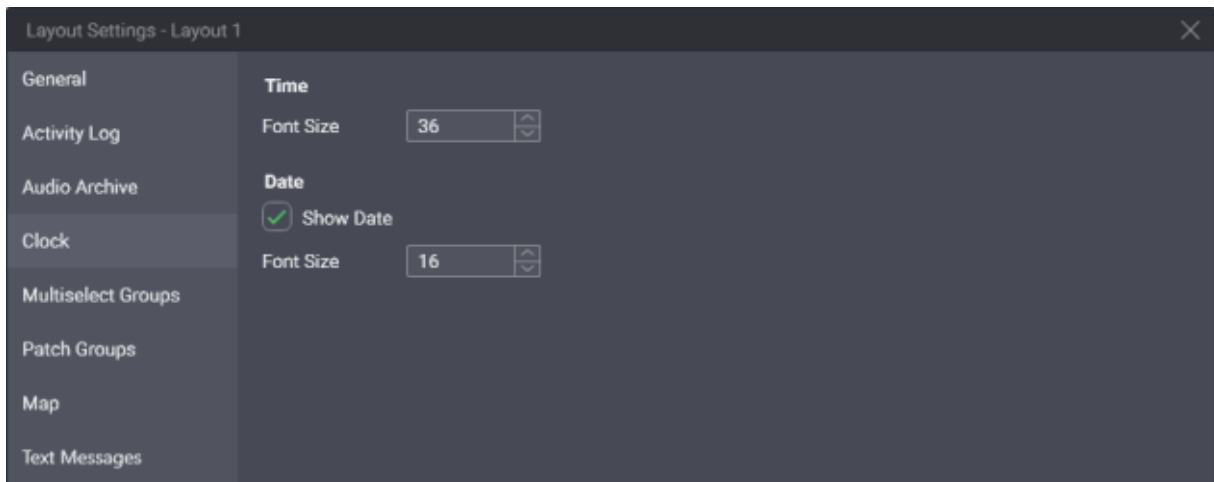 Layout Settings - Layout 1
General
Activity Log
Audio Archive
Clock
Multiselect Groups
Patch Groups
Map
Text Messages
Time
Font Size 36
Date
Show Date
Font Size 16